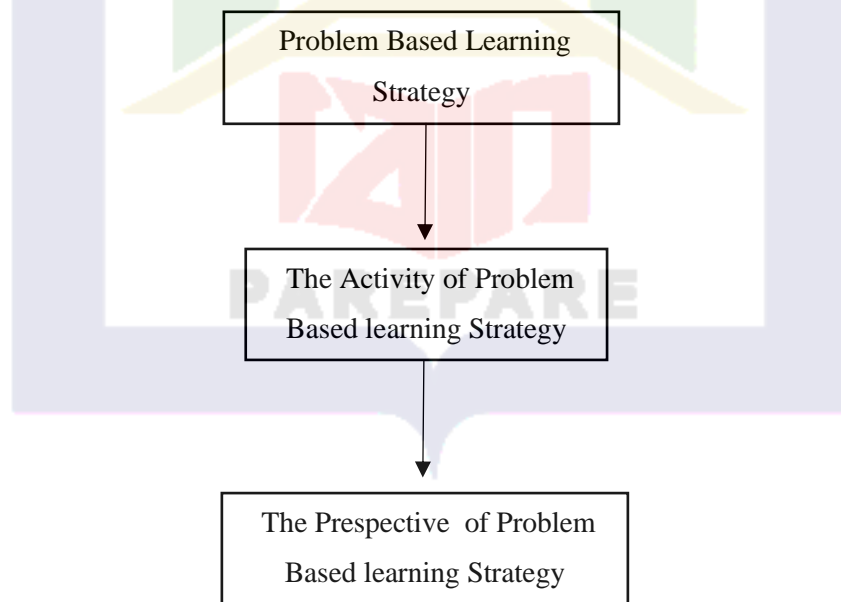 Problem Based Learning
Strategy
The Activity of Problem
Based learning Strategy
PAREPARE
The Prespective of Problem
Based learning Strategy